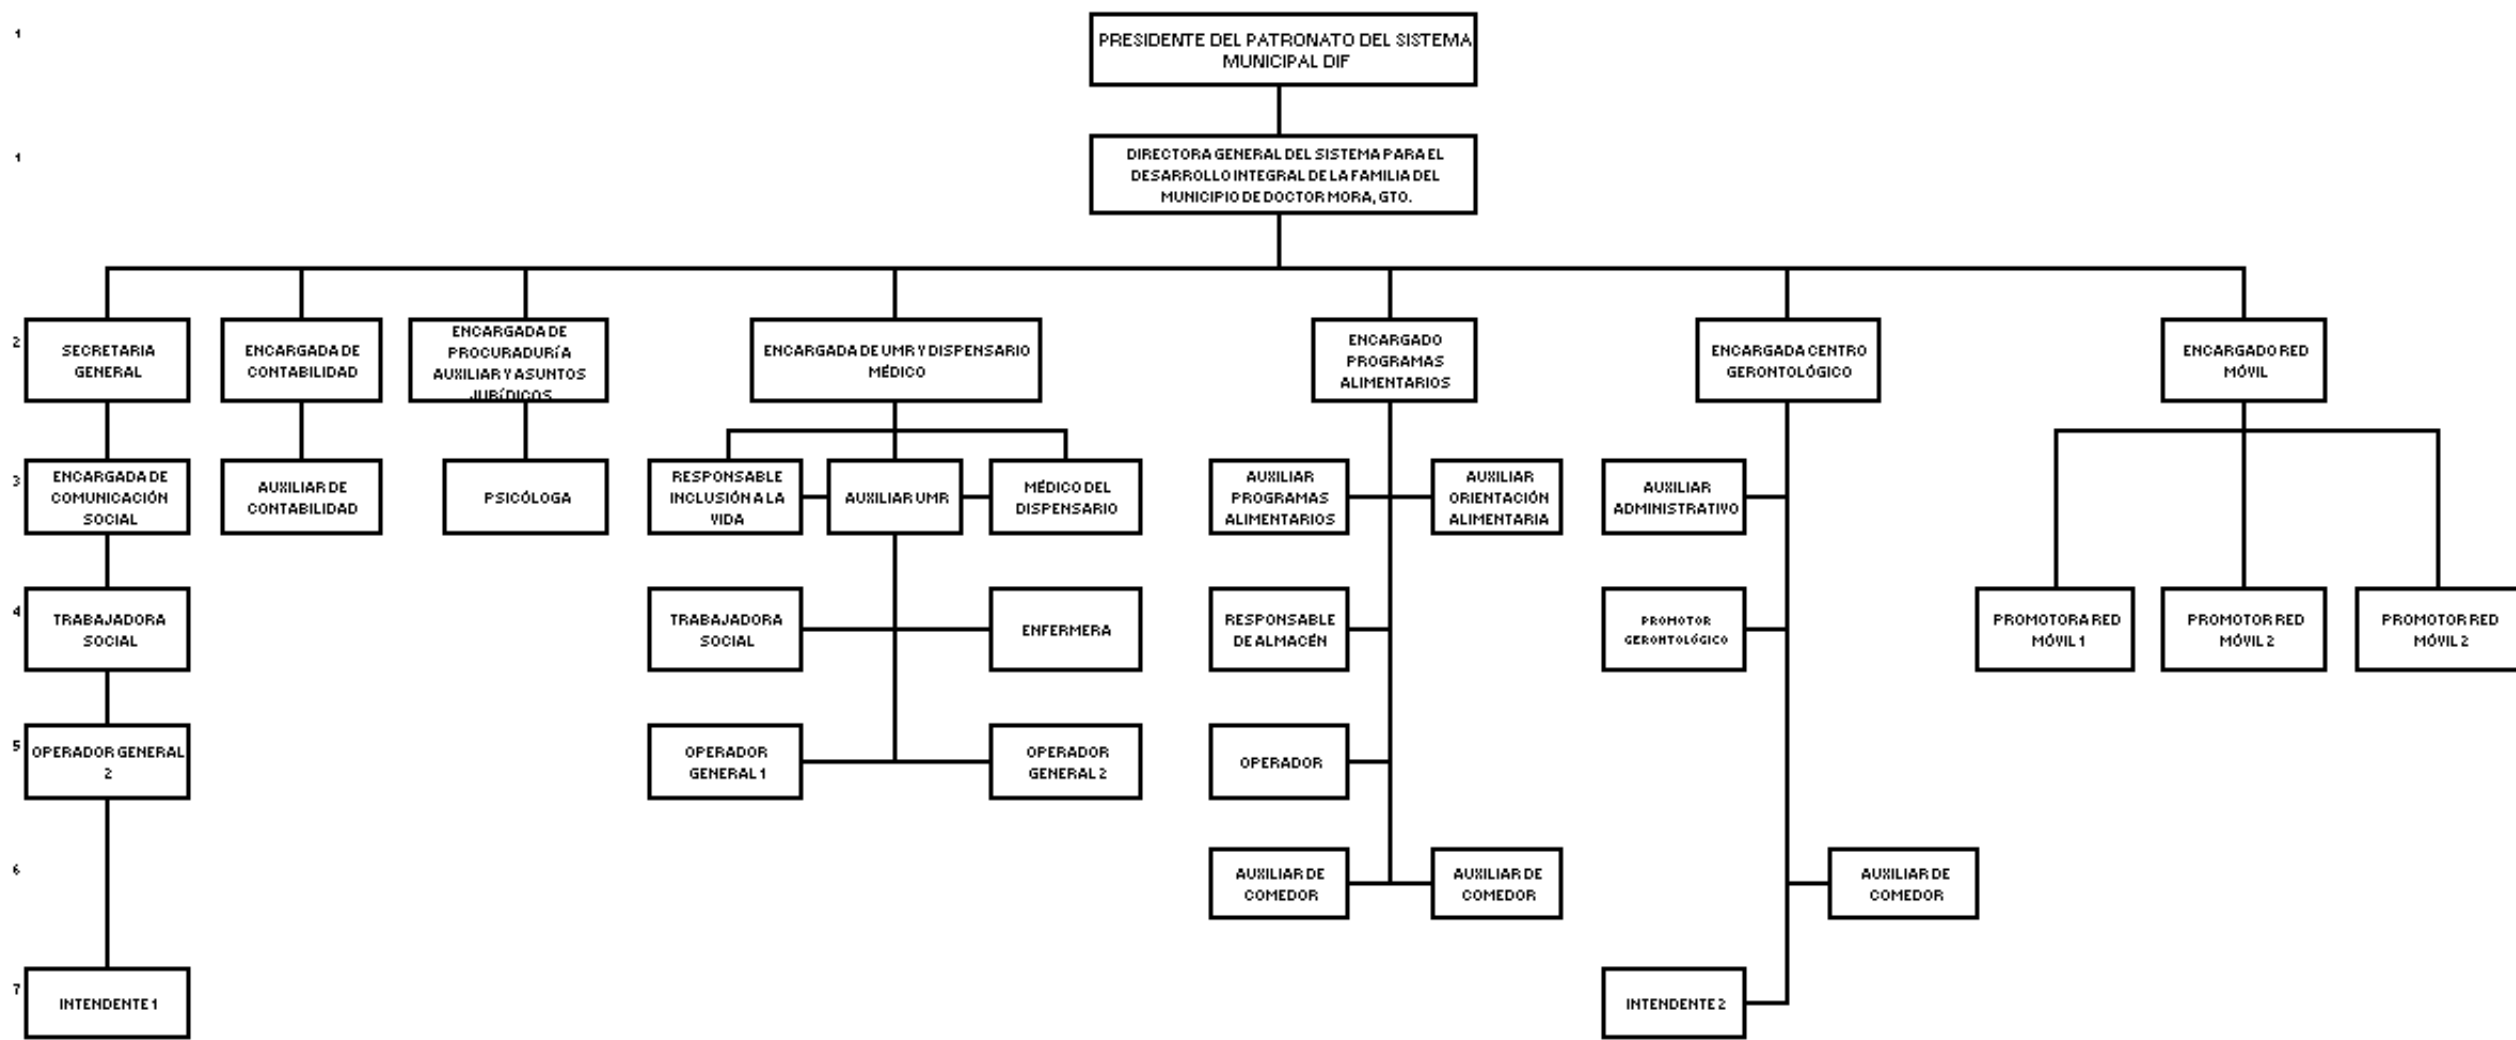 1
PRESIDENTE DEL PATRONATO DEL SISTEMA
MUNICIPAL DIF
1
DIRECTORA GENERAL DEL SISTEMA PARA EL
DESARROLLO INTEGRAL DE LA FAMILIA DEL
MUNICIPIO DE DOCTOR MORA, GTO.
2
SECRETARIA
GENERAL
ENCARGADA DE
CONTABILIDAD
ENCARGADA DE
PROCURADURÍA
AUXILIAR Y ASUNTOS
JURÍDICOS
ENCARGADA DE UMR Y DISPENSARIO
MÉDICO
ENCARGADO
PROGRAMAS
ALIMENTARIOS
ENCARGADA CENTRO
GERONTOLÓGICO
ENCARGADO RED
MÓVIL
3
ENCARGADA DE
COMUNICACIÓN
SOCIAL
AUXILIAR DE
CONTABILIDAD
PSICÓLOGA
RESPONSABLE
INCLUSIÓN A LA
VIDA
AUXILIAR UMR
MÉDICO DEL
DISPENSARIO
AUXILIAR
PROGRAMAS
ALIMENTARIOS
AUXILIAR
ORIENTACIÓN
ALIMENTARIA
AUXILIAR
ADMINISTRATIVO
4
TRABAJADORA
SOCIAL
TRABAJADORA
SOCIAL
ENFERMERA
RESPONSABLE
DE ALMACÉN
PROMOTOR
GERONTOLÓGICO
PROMOTORA RED
MÓVIL 1
PROMOTOR RED
MÓVIL 2
PROMOTOR RED
MÓVIL 2
5
OPERADOR GENERAL
2
OPERADOR
GENERAL 1
OPERADOR
GENERAL 2
OPERADOR
6
AUXILIAR DE
COMEDOR
AUXILIAR DE
COMEDOR
AUXILIAR DE
COMEDOR
7
INTENDENTE 1
INTENDENTE 2